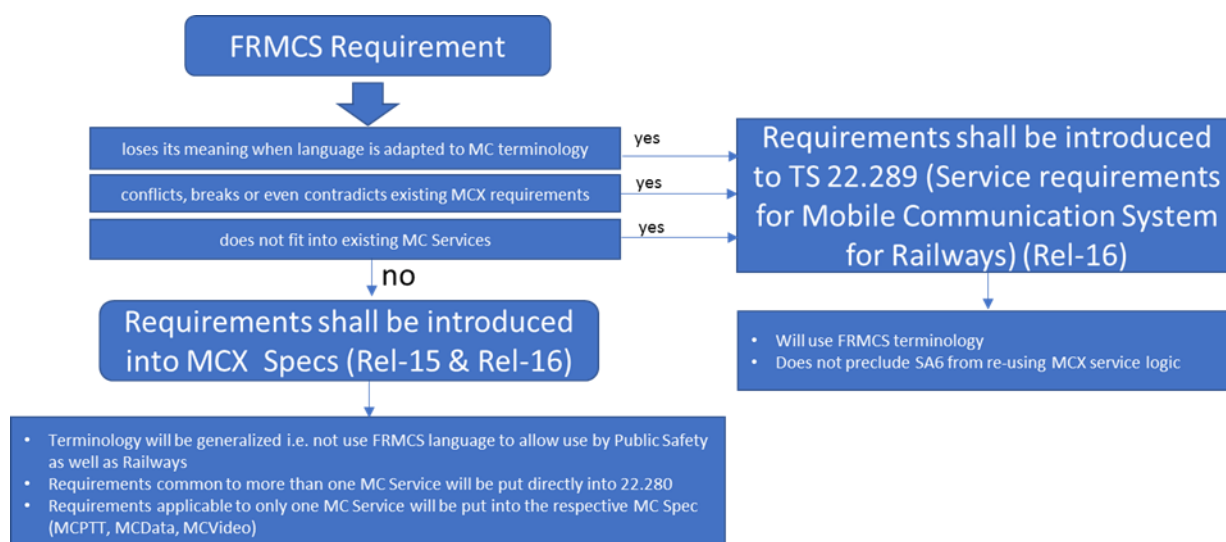 FRMCS Requirement
loses its meaning when language is adapted to MC terminology
yes
conflicts, breaks or even contradicts existing MCX requirements
yes
does not fit into existing MC Services
yes
Requirements shall be introduced
to TS 22.289 (Service requirements
for Mobile Communication System
for Railways) (Rel-16)
no
Requirements shall be introduced
into MCX Specs (Rel-15 & Rel-16)
• Will use FRMCS terminology
• Does not preclude SA6 from re-using MCX service logic
• Terminology will be generalized i.e. not use FRMCS language to allow use by Public Safety
as well as Railways
• Requirements common to more than one MC Service will be put directly into 22.280
• Requirements applicable to only one MC Service will be put into the respective MC Spec
(MCPTT, MCData, MCVideo)